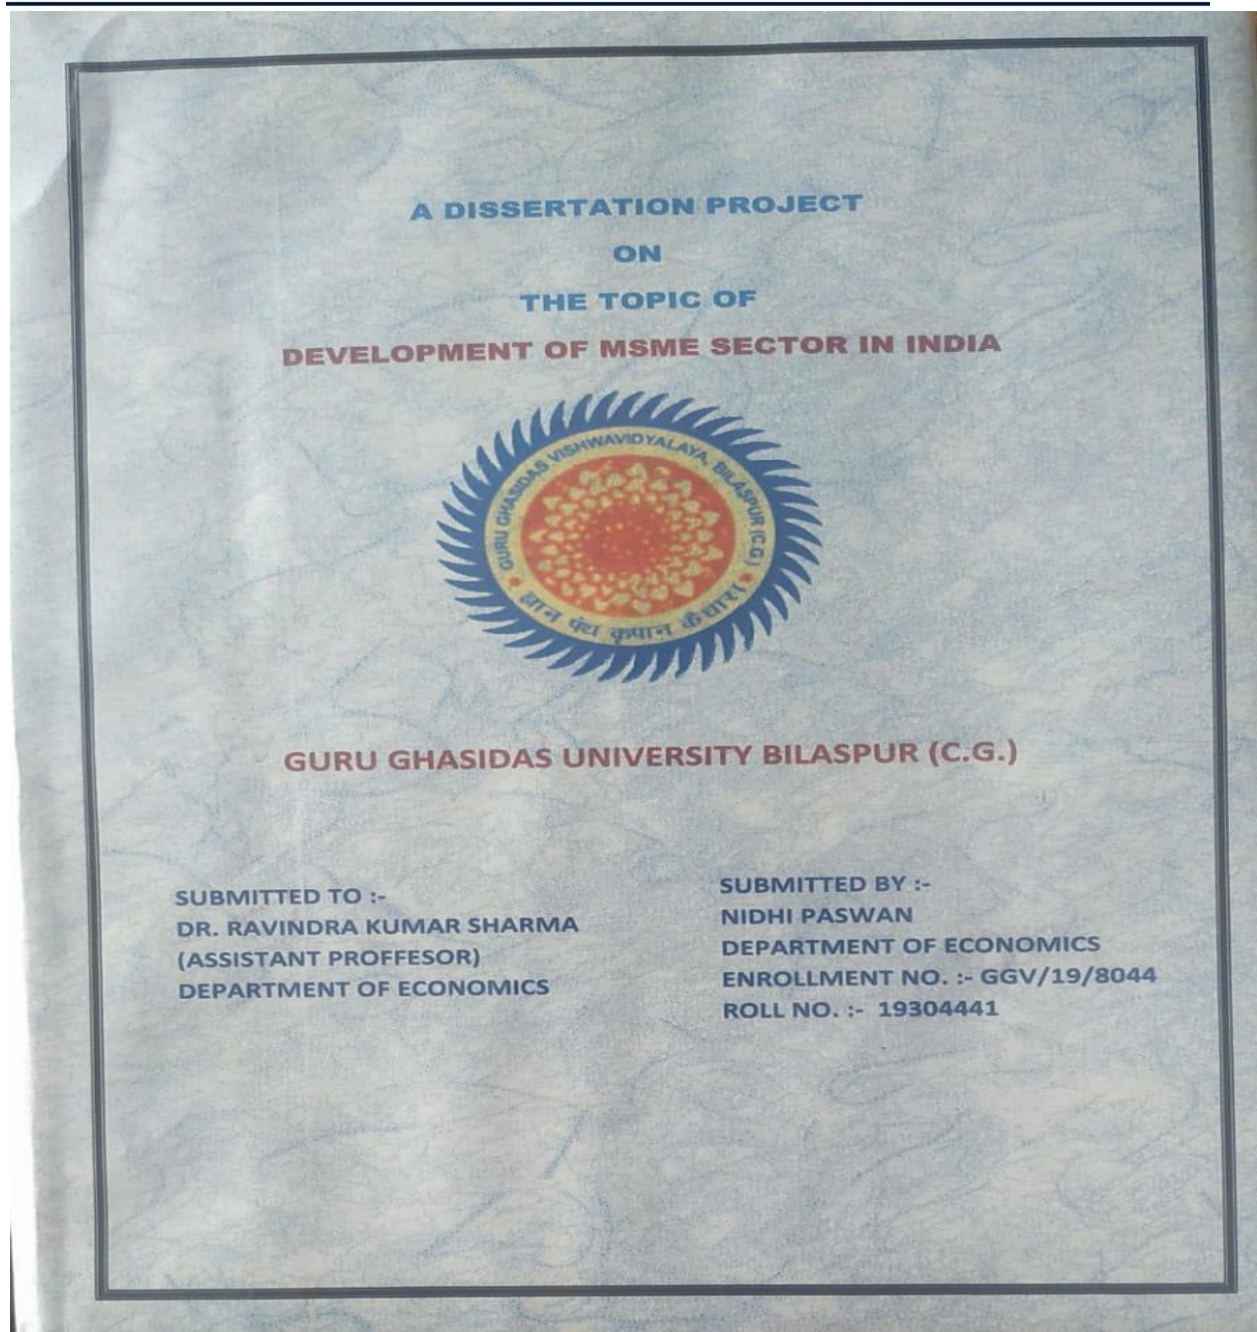 A DISSERTATION PROJECT
ON
THE TOPIC OF
DEVELOPMENT OF MSME SECTOR IN INDIA
GURU GHASIDAS VISHWAVIDYALAYA, BILASPUR (C.G)
ज्ञान पंथ कृपान कैधारा
GURU GHASIDAS UNIVERSITY BILASPUR (C.G.)
SUBMITTED TO :-
DR. RAVINDRA KUMAR SHARMA
(ASSISTANT PROFFESOR)
DEPARTMENT OF ECONOMICS
SUBMITTED BY :-
NIDHI PASWAN
DEPARTMENT OF ECONOMICS
ENROLLMENT NO. :- GGV/19/8044
ROLL NO. :- 19304441